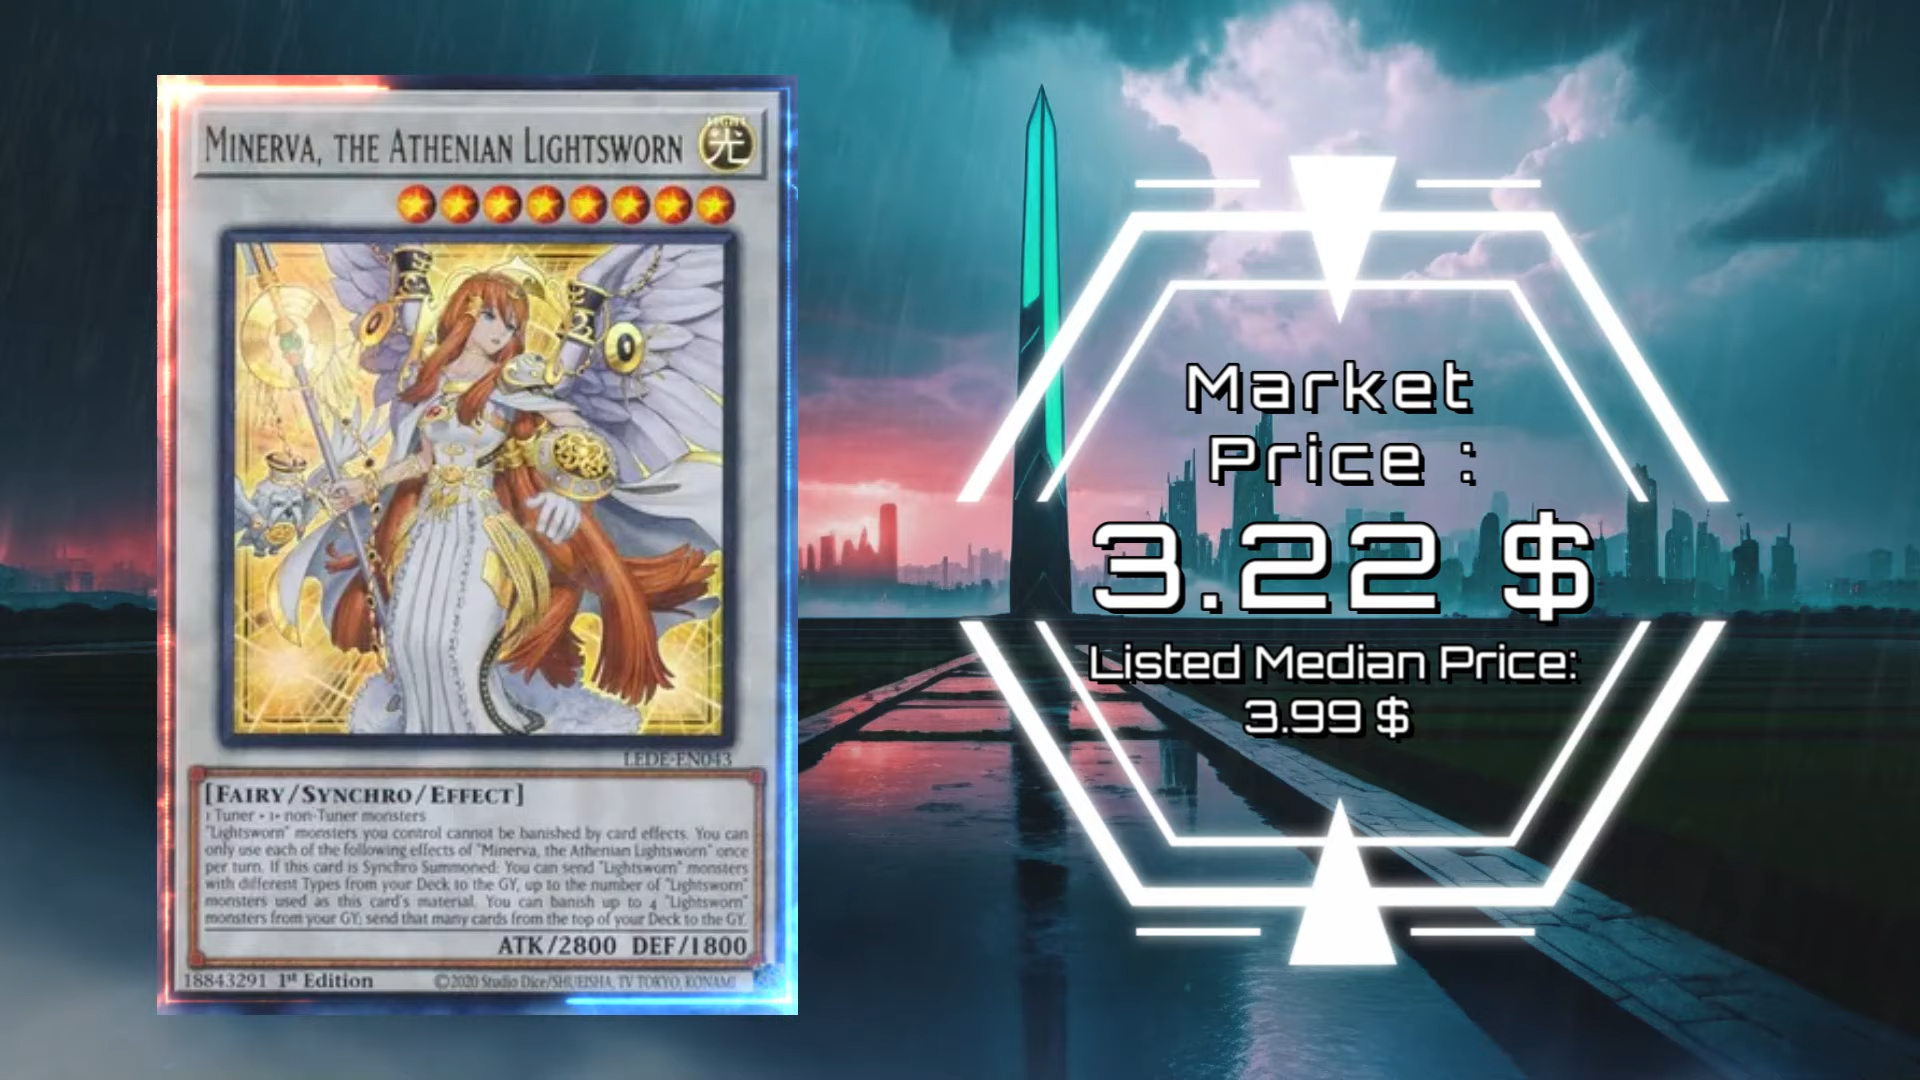 MINERVA, THE ATHENIAN LIGHTSWORN
LIGHT
光
LEDE-EN043
[FAIRY/SYNCHRO/EFFECT]
1 Tuner + 1+ non-Tuner monsters
"Lightsworn" monsters you control cannot be banished by card effects. You can
only use each of the following effects of "Minerva, the Athenian Lightsworn" once
per turn. If this card is Synchro Summoned: You can send "Lightsworn" monsters
with different Types from your Deck to the GY, up to the number of "Lightsworn"
monsters used as this card's material. You can banish up to 4 "Lightsworn"
monsters from your GY; send that many cards from the top of your Deck to the GY.
ATK/2800 DEF/1800
18843291 1st Edition ©2020 Studio Dice/SHUEISHA, TV TOKYO, KONAMI
Market
Price :
3.22 $
Listed Median Price:
3.99 $